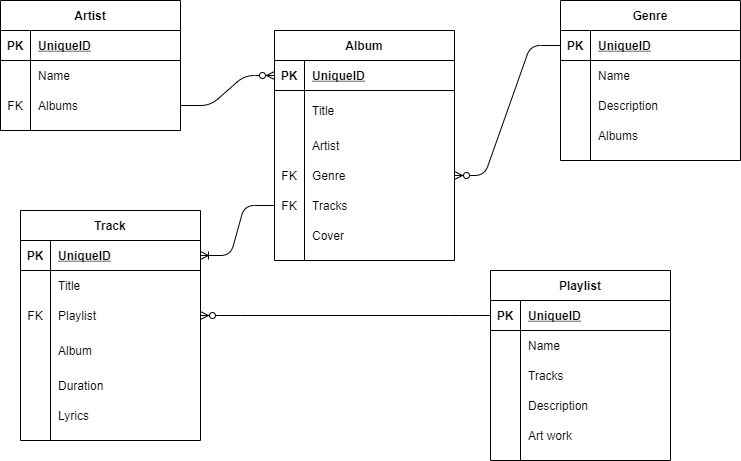 Artist
PK UniqueID
Name
FK Albums
Album
PK UniqueID
Title
Artist
FK Genre
FK Tracks
Cover
Genre
PK UniqueID
Name
Description
Albums
Track
PK UniqueID
Title
FK Playlist
Album
Duration
Lyrics
Playlist
PK UniqueID
Name
Tracks
Description
Art work